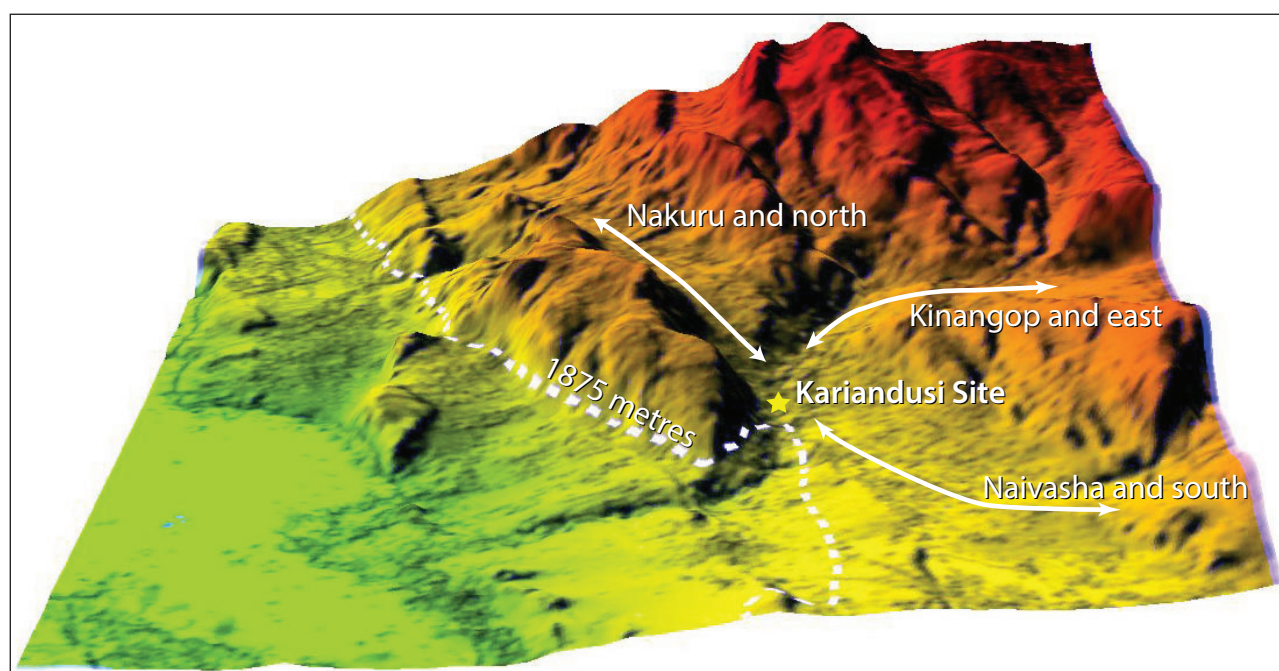 Nakuru and north
Kinangop and east
1875 metres
Kariandusi Site
Naivasha and south